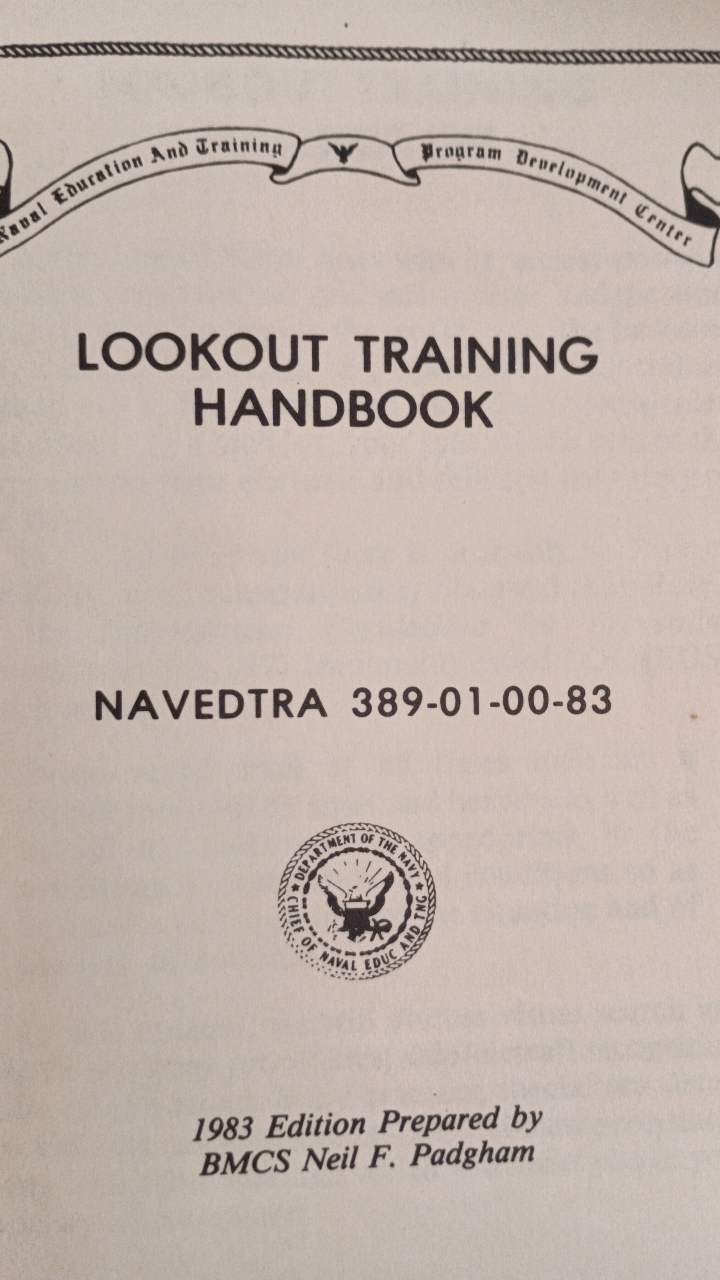 Naval Education And Training Program Development Center
LOOKOUT TRAINING
HANDBOOK
NAVEDTRA 389-01-00-83
DEPARTMENT OF THE NAVY
CHIEF OF NAVAL EDUC AND TNG
1983 Edition Prepared by
BMCS Neil F. Padgham